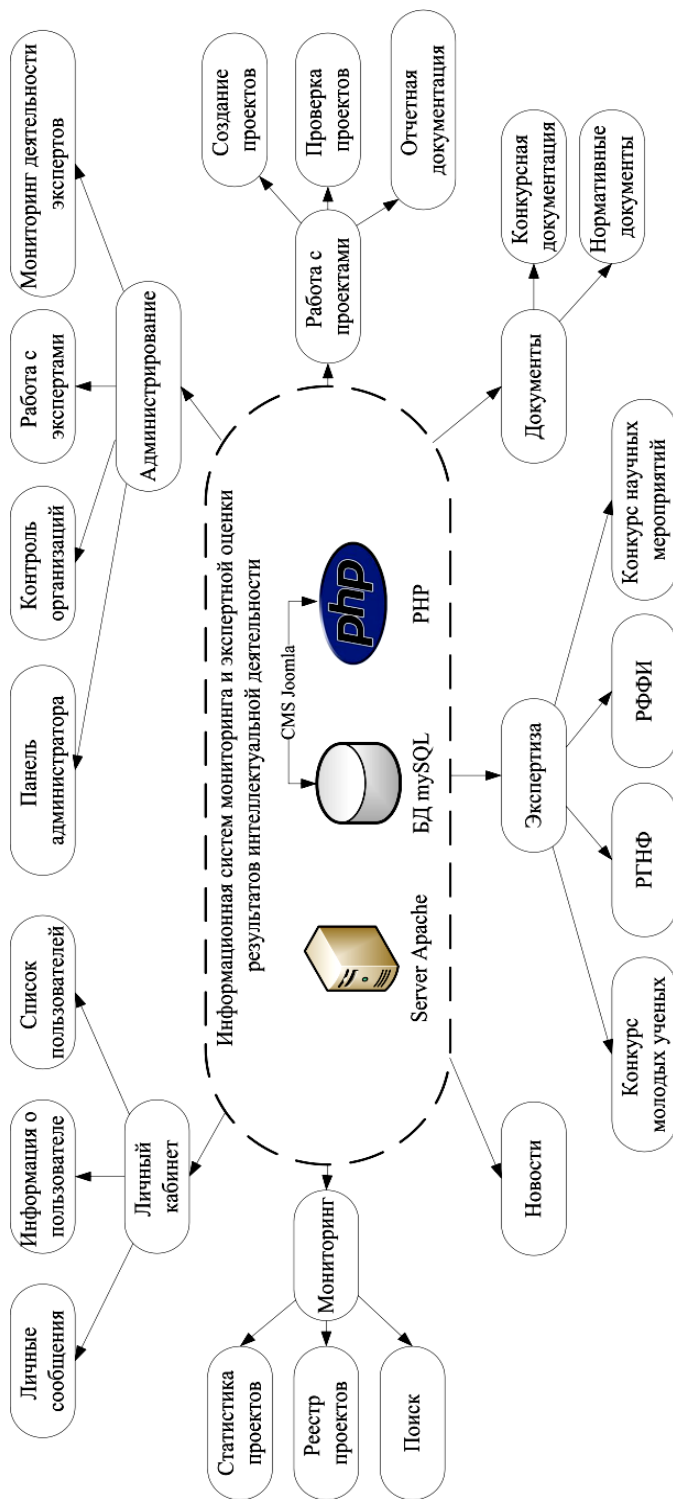 Личные
сообщения
Информация о
пользователе
Список
пользователей
Панель
администратора
Контроль
организаций
Работа с
экспертами
Мониторинг деятельности
экспертов
Личный
кабинет
Администрирование
Статистика
проектов
Реестр
проектов
Поиск
Мониторинг
Информационная систем мониторинга и экспертной оценки
результатов интеллектуальной деятельности
CMS Joomla
php
Server Apache
БД mySQL
PHP
Работа с
проектами
Создание
проектов
Проверка
проектов
Отчетная
документация
Новости
Экспертиза
Документы
Конкурсная
документация
Нормативные
документы
Конкурс
молодых ученых
РГНФ
РФФИ
Конкурс научных
мероприятий